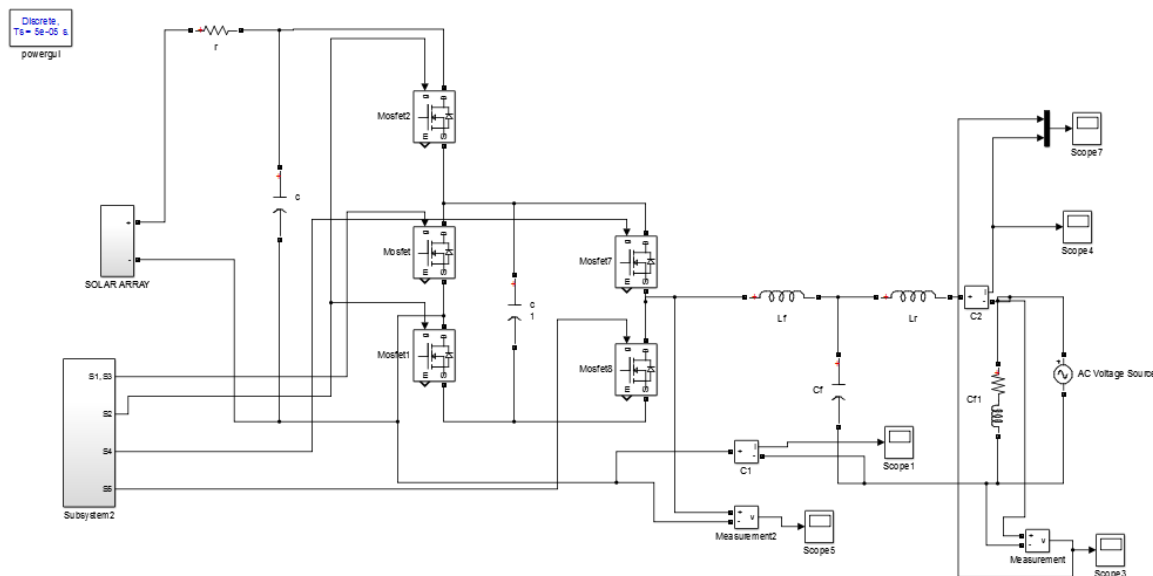 Discrete,
Ts = 5e-05 s.
powergui
r
Mosfet2
c
Scope7
Scope4
SOLAR ARRAY
Mosfet
Mosfet7
c
1
Lf
Lr
C2
Mosfet1
Mosfet8
Cf
Cf1
AC Voltage Source
S1, S3
S2
S4
S5
Subsystem2
C1
Scope1
Measurement2
Scope5
Measurement
Scope3